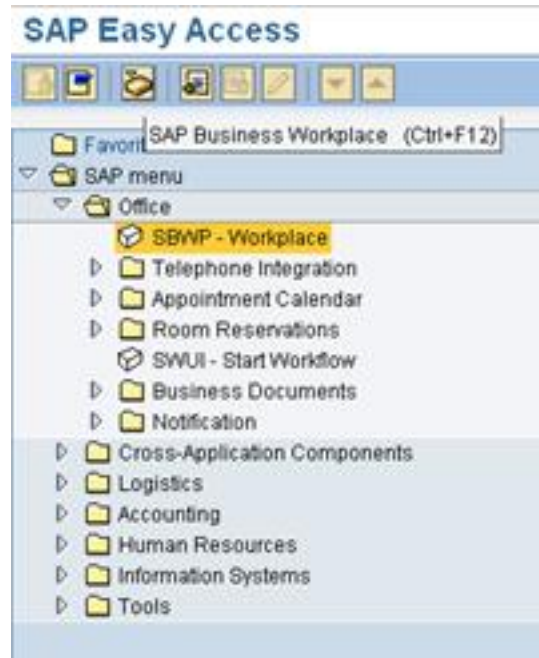 SAP Easy Access
SAP Business Workplace (Ctrl+F12)
Favorit
SAP menu
Office
SBWP - Workplace
Telephone Integration
Appointment Calendar
Room Reservations
SWUI - Start Workflow
Business Documents
Notification
Cross-Application Components
Logistics
Accounting
Human Resources
Information Systems
Tools